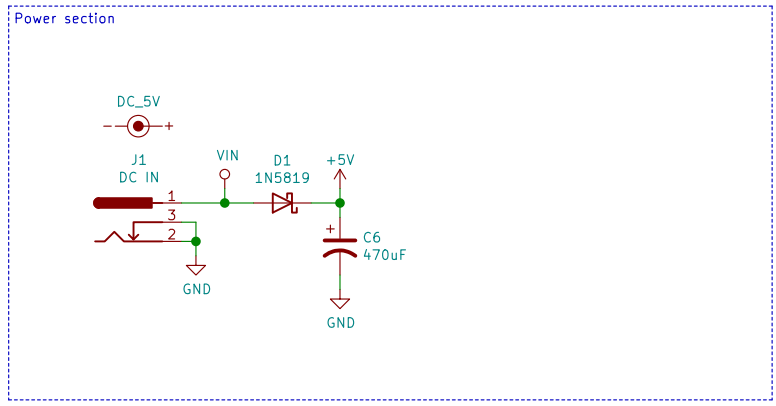 Power section
DC_5V
− +
J1
DC IN
1
3
2
GND
VIN
D1
1N5819
+5V
+
C6
470uF
GND